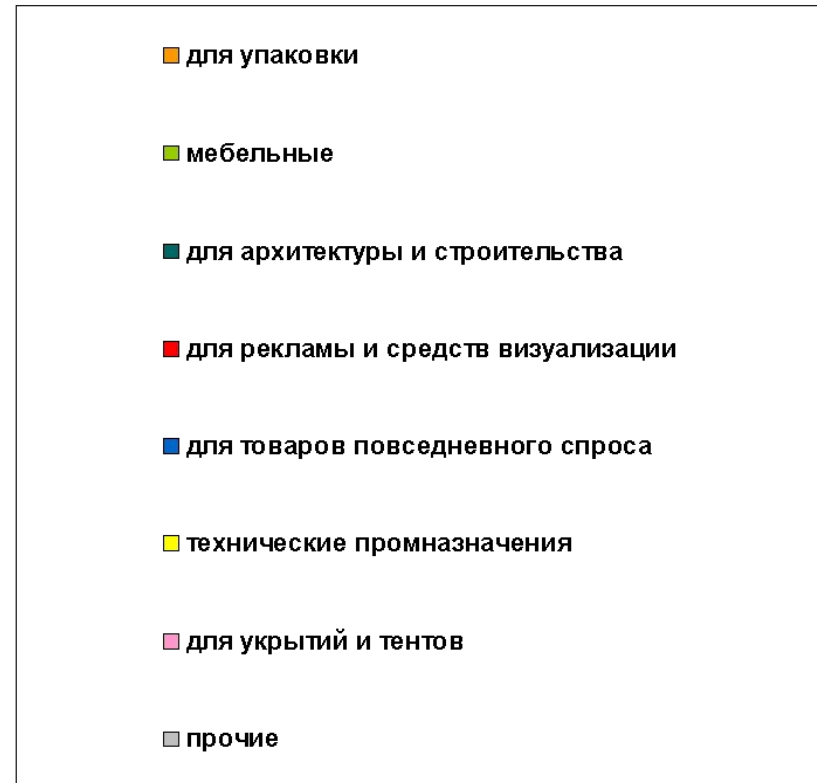 для упаковки
мебельные
для архитектуры и строительства
для рекламы и средств визуализации
для товаров повседневного спроса
технические промназначения
для укрытий и тентов
прочие